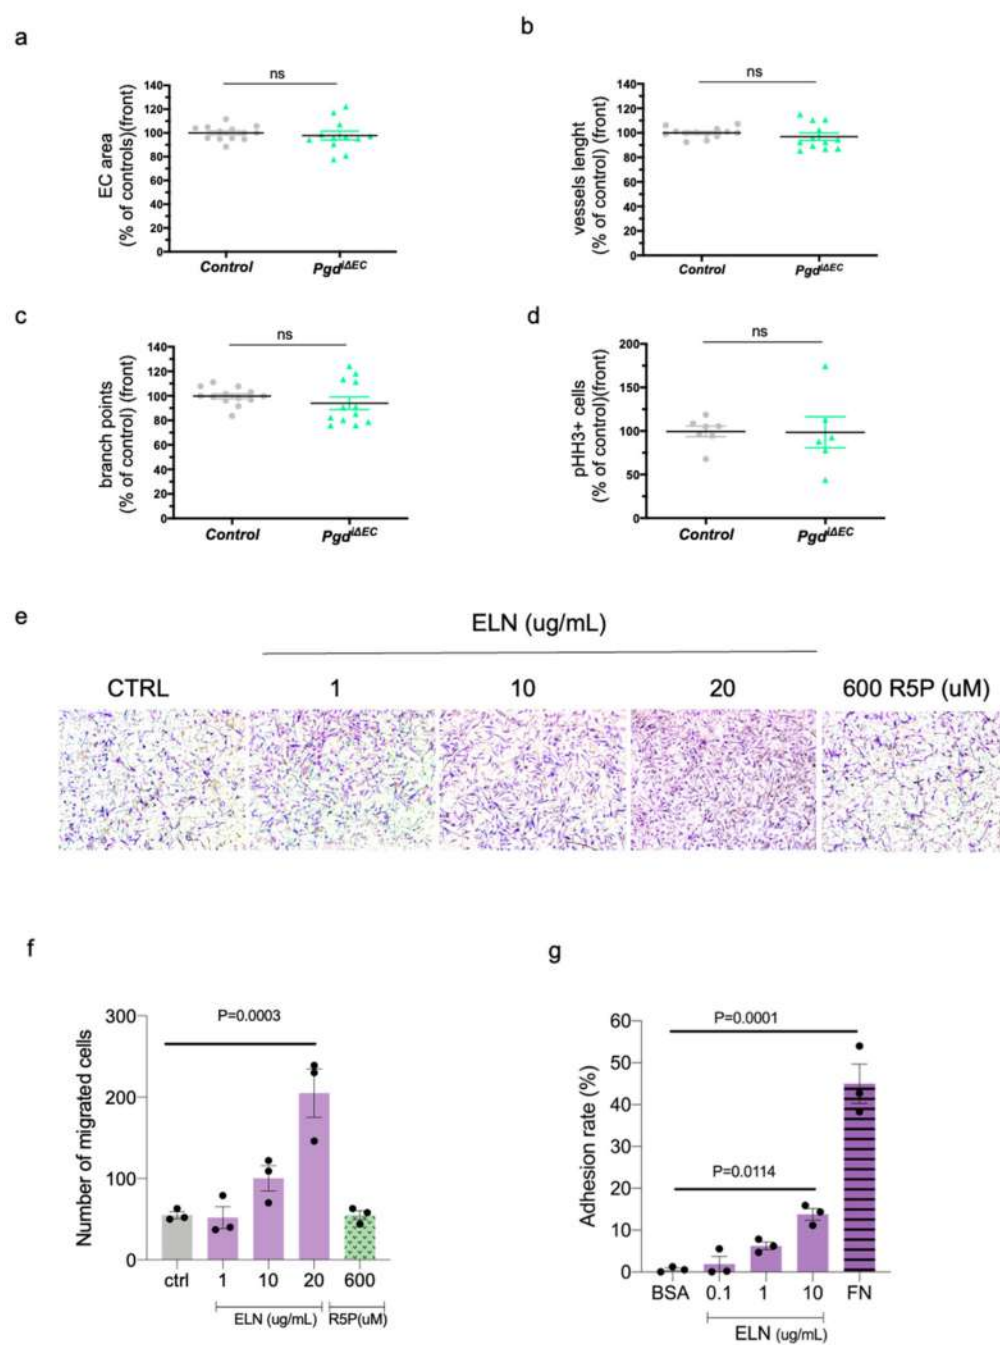 a
ns
EC area
(% of controls)(front)
140
120
100
80
60
40
20
0
Control
Pgd^iΔEC
b
ns
vessels lenght
(% of control) (front)
140
120
100
80
60
40
20
0
Control
Pgd^iΔEC
c
ns
branch points
(% of control) (front)
140
120
100
80
60
40
20
0
Control
Pgd^iΔEC
d
ns
pHH3+ cells
(% of control)(front)
200
150
100
50
0
Control
Pgd^iΔEC
e
ELN (ug/mL)
CTRL 1 10 20 600 R5P (uM)
f
P=0.0003
Number of migrated cells
300
200
100
0
ctrl 1 10 20 600
ELN (ug/mL) R5P(uM)
g
P=0.0001
P=0.0114
Adhesion rate (%)
60
50
40
30
20
10
0
BSA 0.1 1 10 FN
ELN (ug/mL)